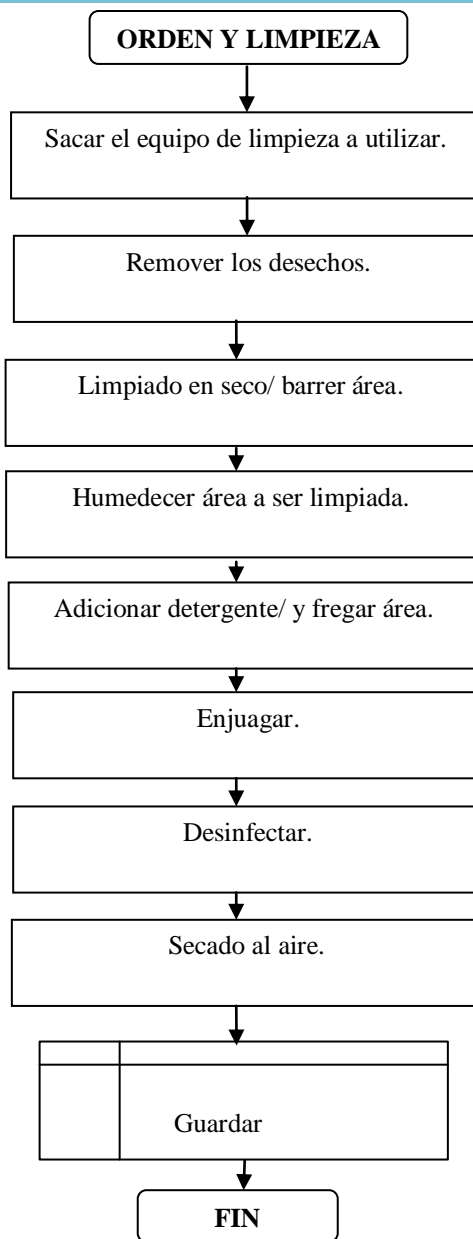 ORDEN Y LIMPIEZA
Sacar el equipo de limpieza a utilizar.
Remover los desechos.
Limpiado en seco/ barrer área.
Humedecer área a ser limpiada.
Adicionar detergente/ y fregar área.
Enjuagar.
Desinfectar.
Secado al aire.
Guardar
FIN